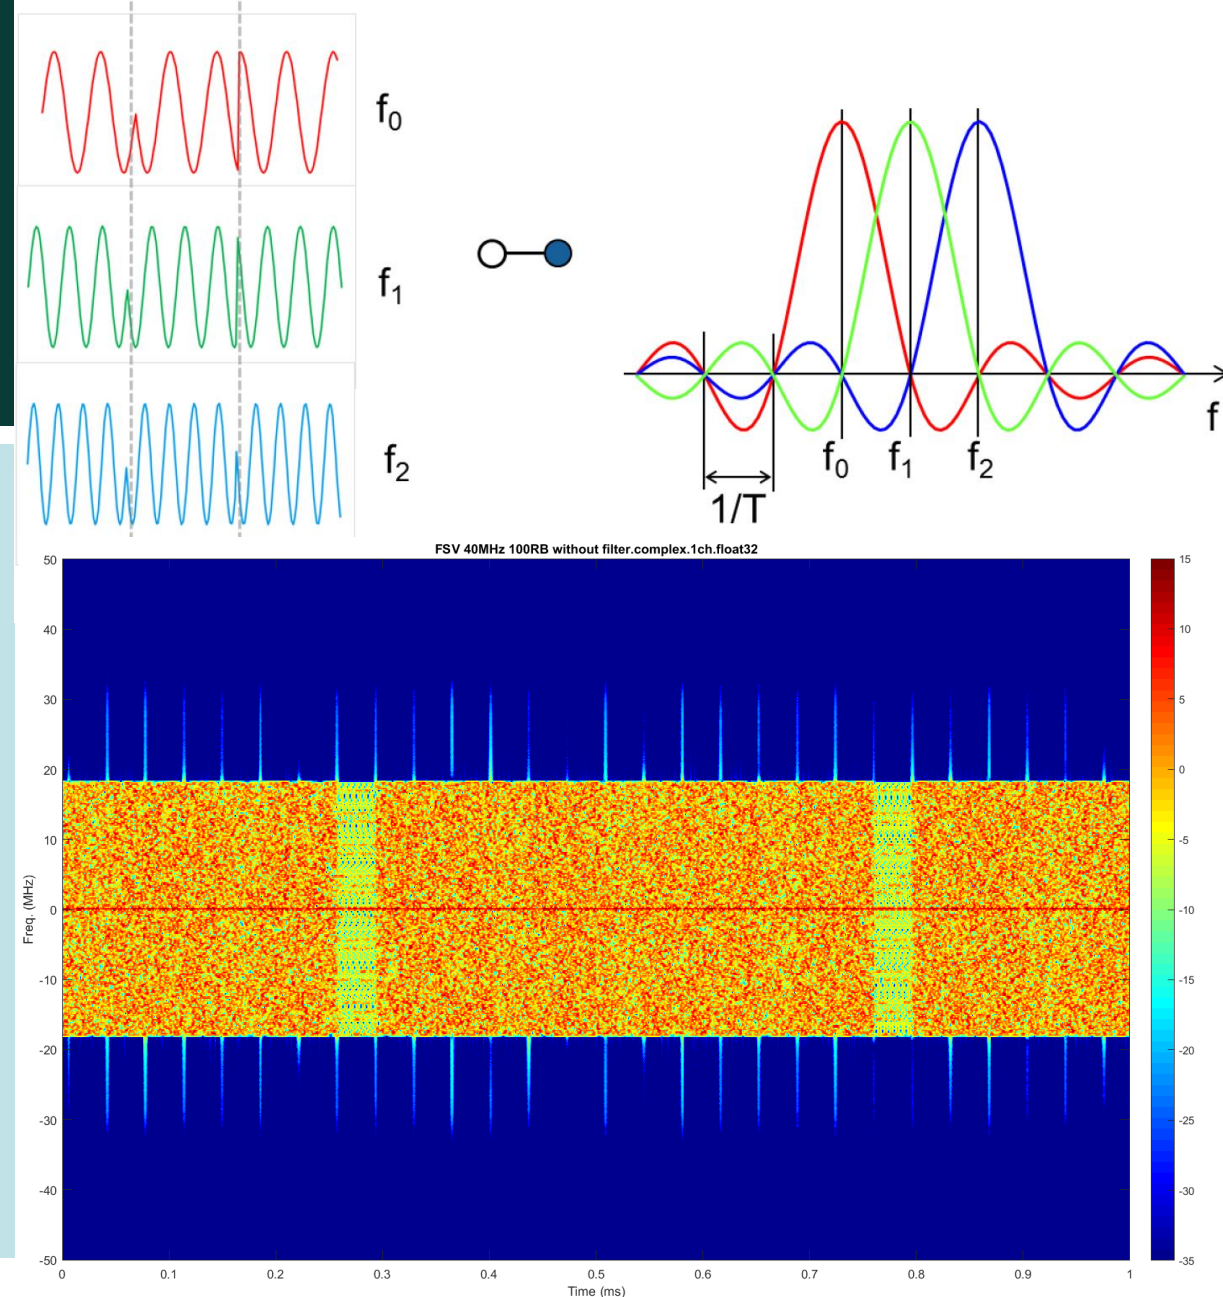 f0
f1
f2
f0 f1 f2
f
1/T
FSV 40MHz 100RB without filter.complex.1ch.float32
Freq. (MHz)
50
40
30
20
10
0
-10
-20
-30
-40
-50
0 0.1 0.2 0.3 0.4 0.5 0.6 0.7 0.8 0.9 1
Time (ms)
15
10
5
0
-5
-10
-15
-20
-25
-30
-35